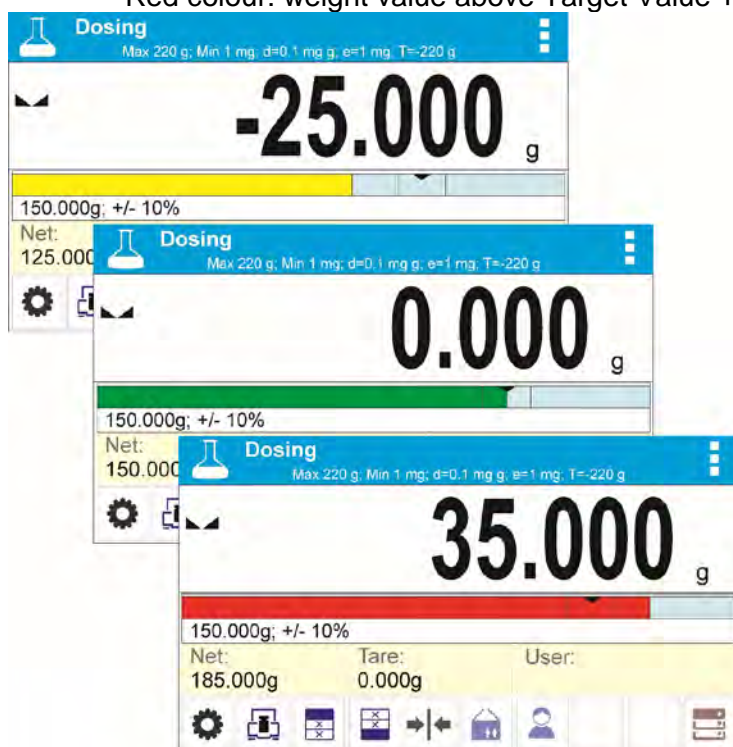 Red colour: weight value above Target Value
Dosing
Max 220 g; Min 1 mg; d=0.1 mg g; e=1 mg; T=-220 g
-25.000 g
150.000g; +/- 10%
Net:
125.000
Dosing
Max 220 g; Min 1 mg; d=0.1 mg g; e=1 mg; T=-220 g
0.000 g
150.000g; +/- 10%
Net:
150.000
Dosing
Max 220 g; Min 1 mg; d=0.1 mg g; e=1 mg; T=-220 g
35.000 g
150.000g; +/- 10%
Net: Tare: User:
185.000g 0.000g